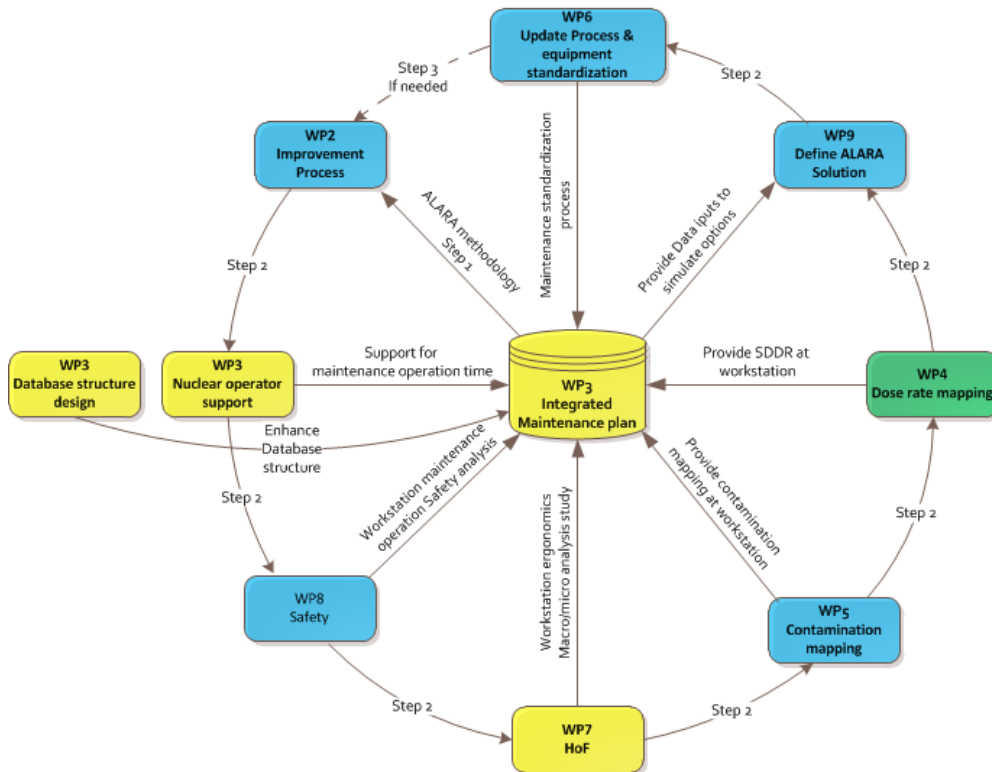 WP6
Update Process &
equipment
standardization
Step 3
If needed
Step 2
WP2
Improvement
Process
WP9
Define ALARA
Solution
ALARA methodology
Step 1
Maintenance standardization
process
Provide Data iputs to
simulate options
Step 2
Step 2
WP3
Database structure
design
WP3
Nuclear operator
support
Support for
maintenance operation time
WP3
Integrated
Maintenance plan
Provide SDDR at
workstation
WP4
Dose rate mapping
Enhance
Database
structure
Step 2
Workstation maintenance
operation Safety analysis
Workstation ergonomics
Macro/micro analysis study
Provide contamination
mapping at workstation
Step 2
WP8
Safety
WP5
Contamination
mapping
Step 2
WP7
HoF
Step 2